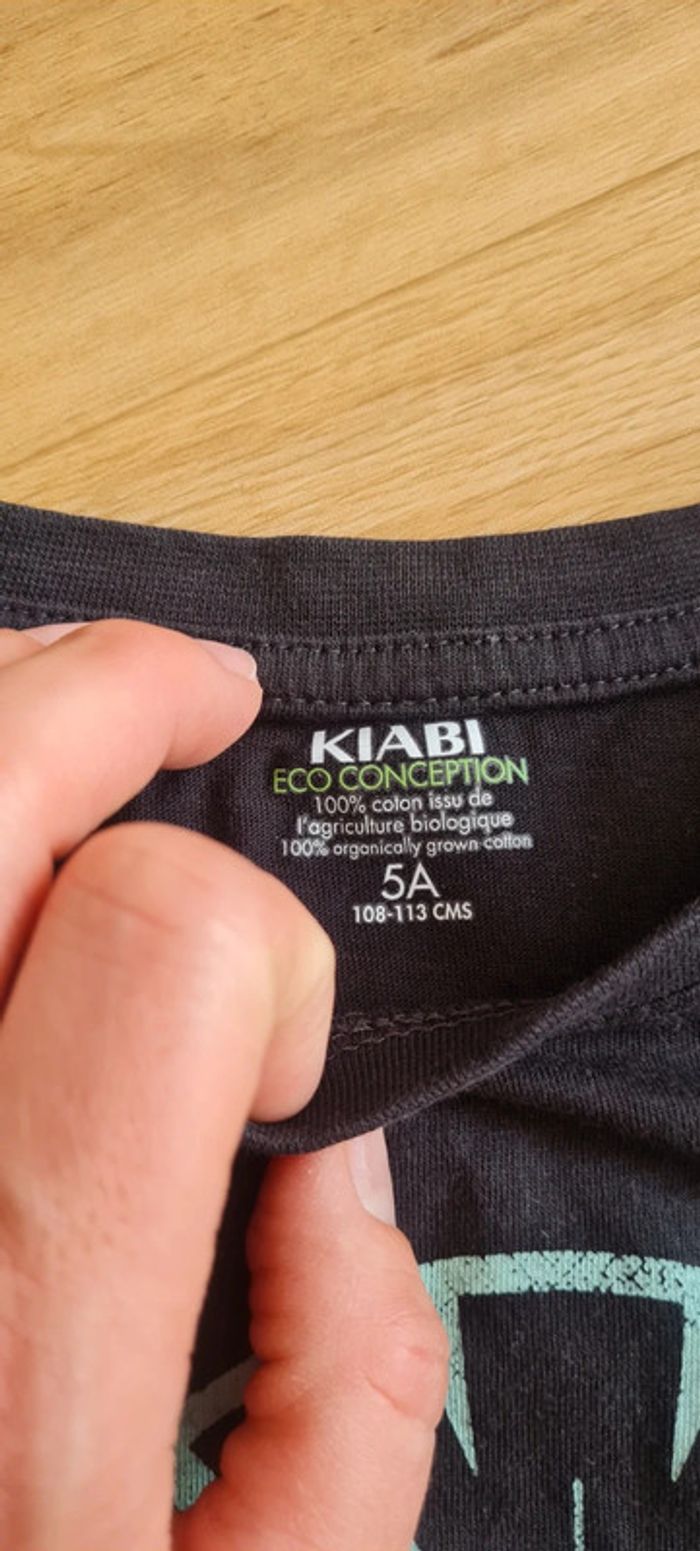 KIABI
ECO CONCEPTION
100% coton issu de
l'agriculture biologique
100% organically grown cotton
5A
108-113 CMS